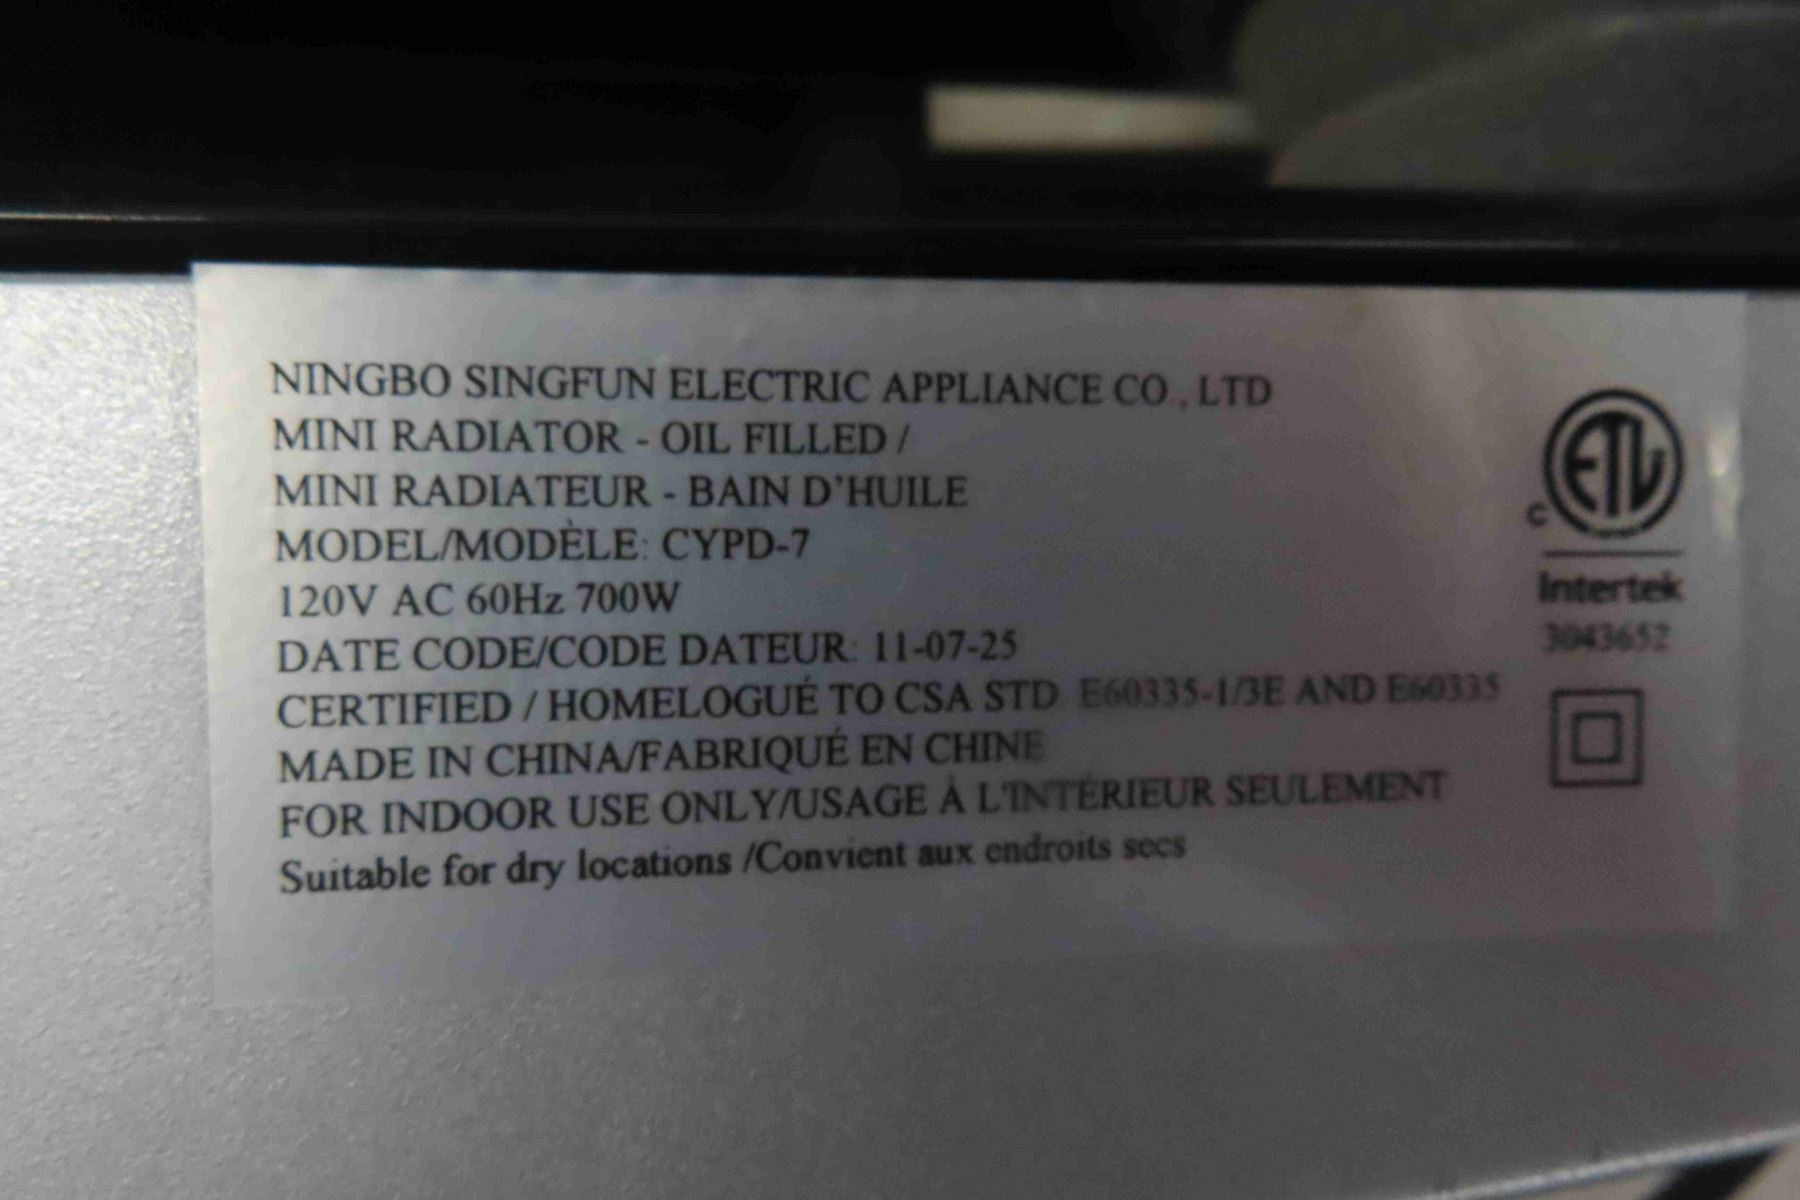 NINGBO SINGFUN ELECTRIC APPLIANCE CO., LTD
MINI RADIATOR - OIL FILLED /
MINI RADIATEUR - BAIN D'HUILE
MODEL/MODÈLE: CYPD-7
120V AC 60Hz 700W
DATE CODE/CODE DATEUR: 11-07-25
CERTIFIED / HOMELOGUÉ TO CSA STD E60335-1/3E AND E60335
MADE IN CHINA/FABRIQUÉ EN CHINE
FOR INDOOR USE ONLY/USAGE À L'INTÉRIEUR SEULEMENT
Suitable for dry locations /Convient aux endroits secs
ETL
c
Intertek
3043652